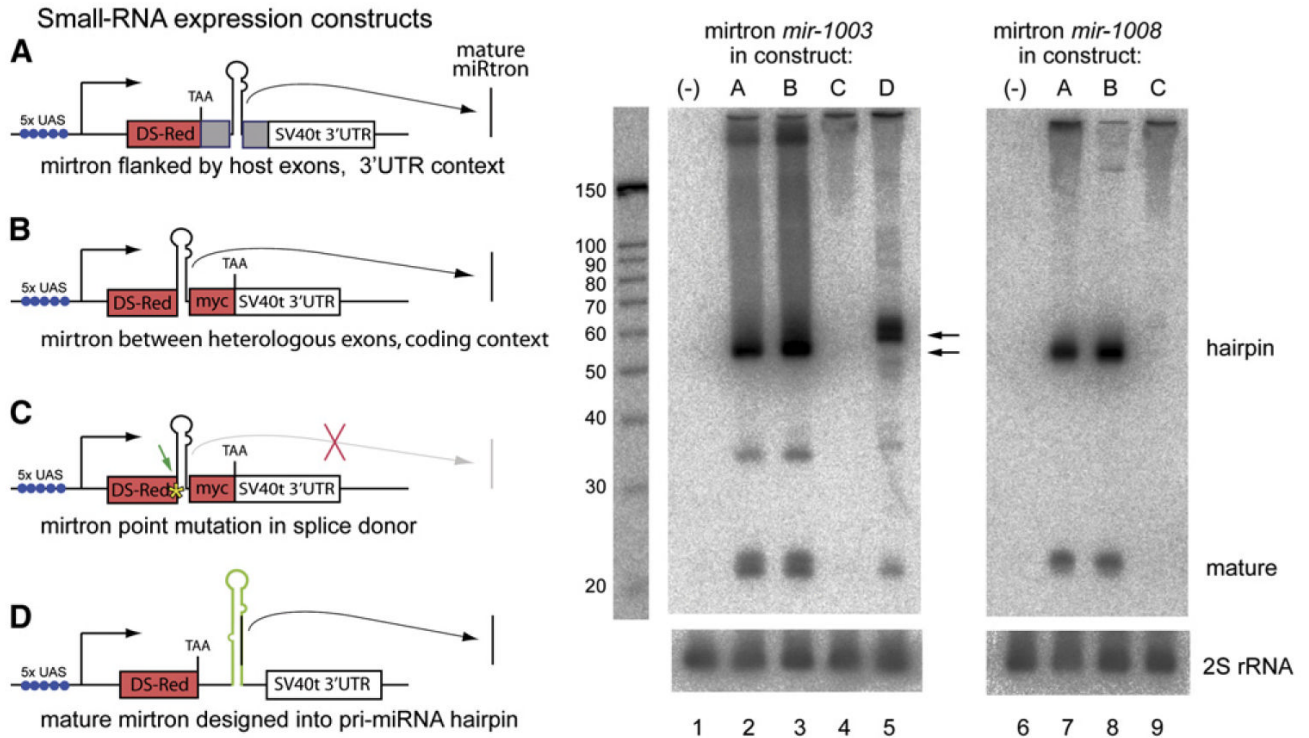 Small-RNA expression constructs
A
mature
miRtron
TAA
5x UAS
DS-Red
SV40t 3'UTR
mirtron flanked by host exons, 3'UTR context
B
TAA
5x UAS
DS-Red
myc
SV40t 3'UTR
mirtron between heterologous exons, coding context
C
TAA
5x UAS
DS-Red
*
myc
SV40t 3'UTR
mirtron point mutation in splice donor
D
TAA
5x UAS
DS-Red
SV40t 3'UTR
mature mirtron designed into pri-miRNA hairpin
mirtron mir-1003
in construct:
(-) A B C D
mirtron mir-1008
in construct:
(-) A B C
150
100
90
80
70
60
50
40
30
20
hairpin
mature
2S rRNA
1 2 3 4 5
6 7 8 9